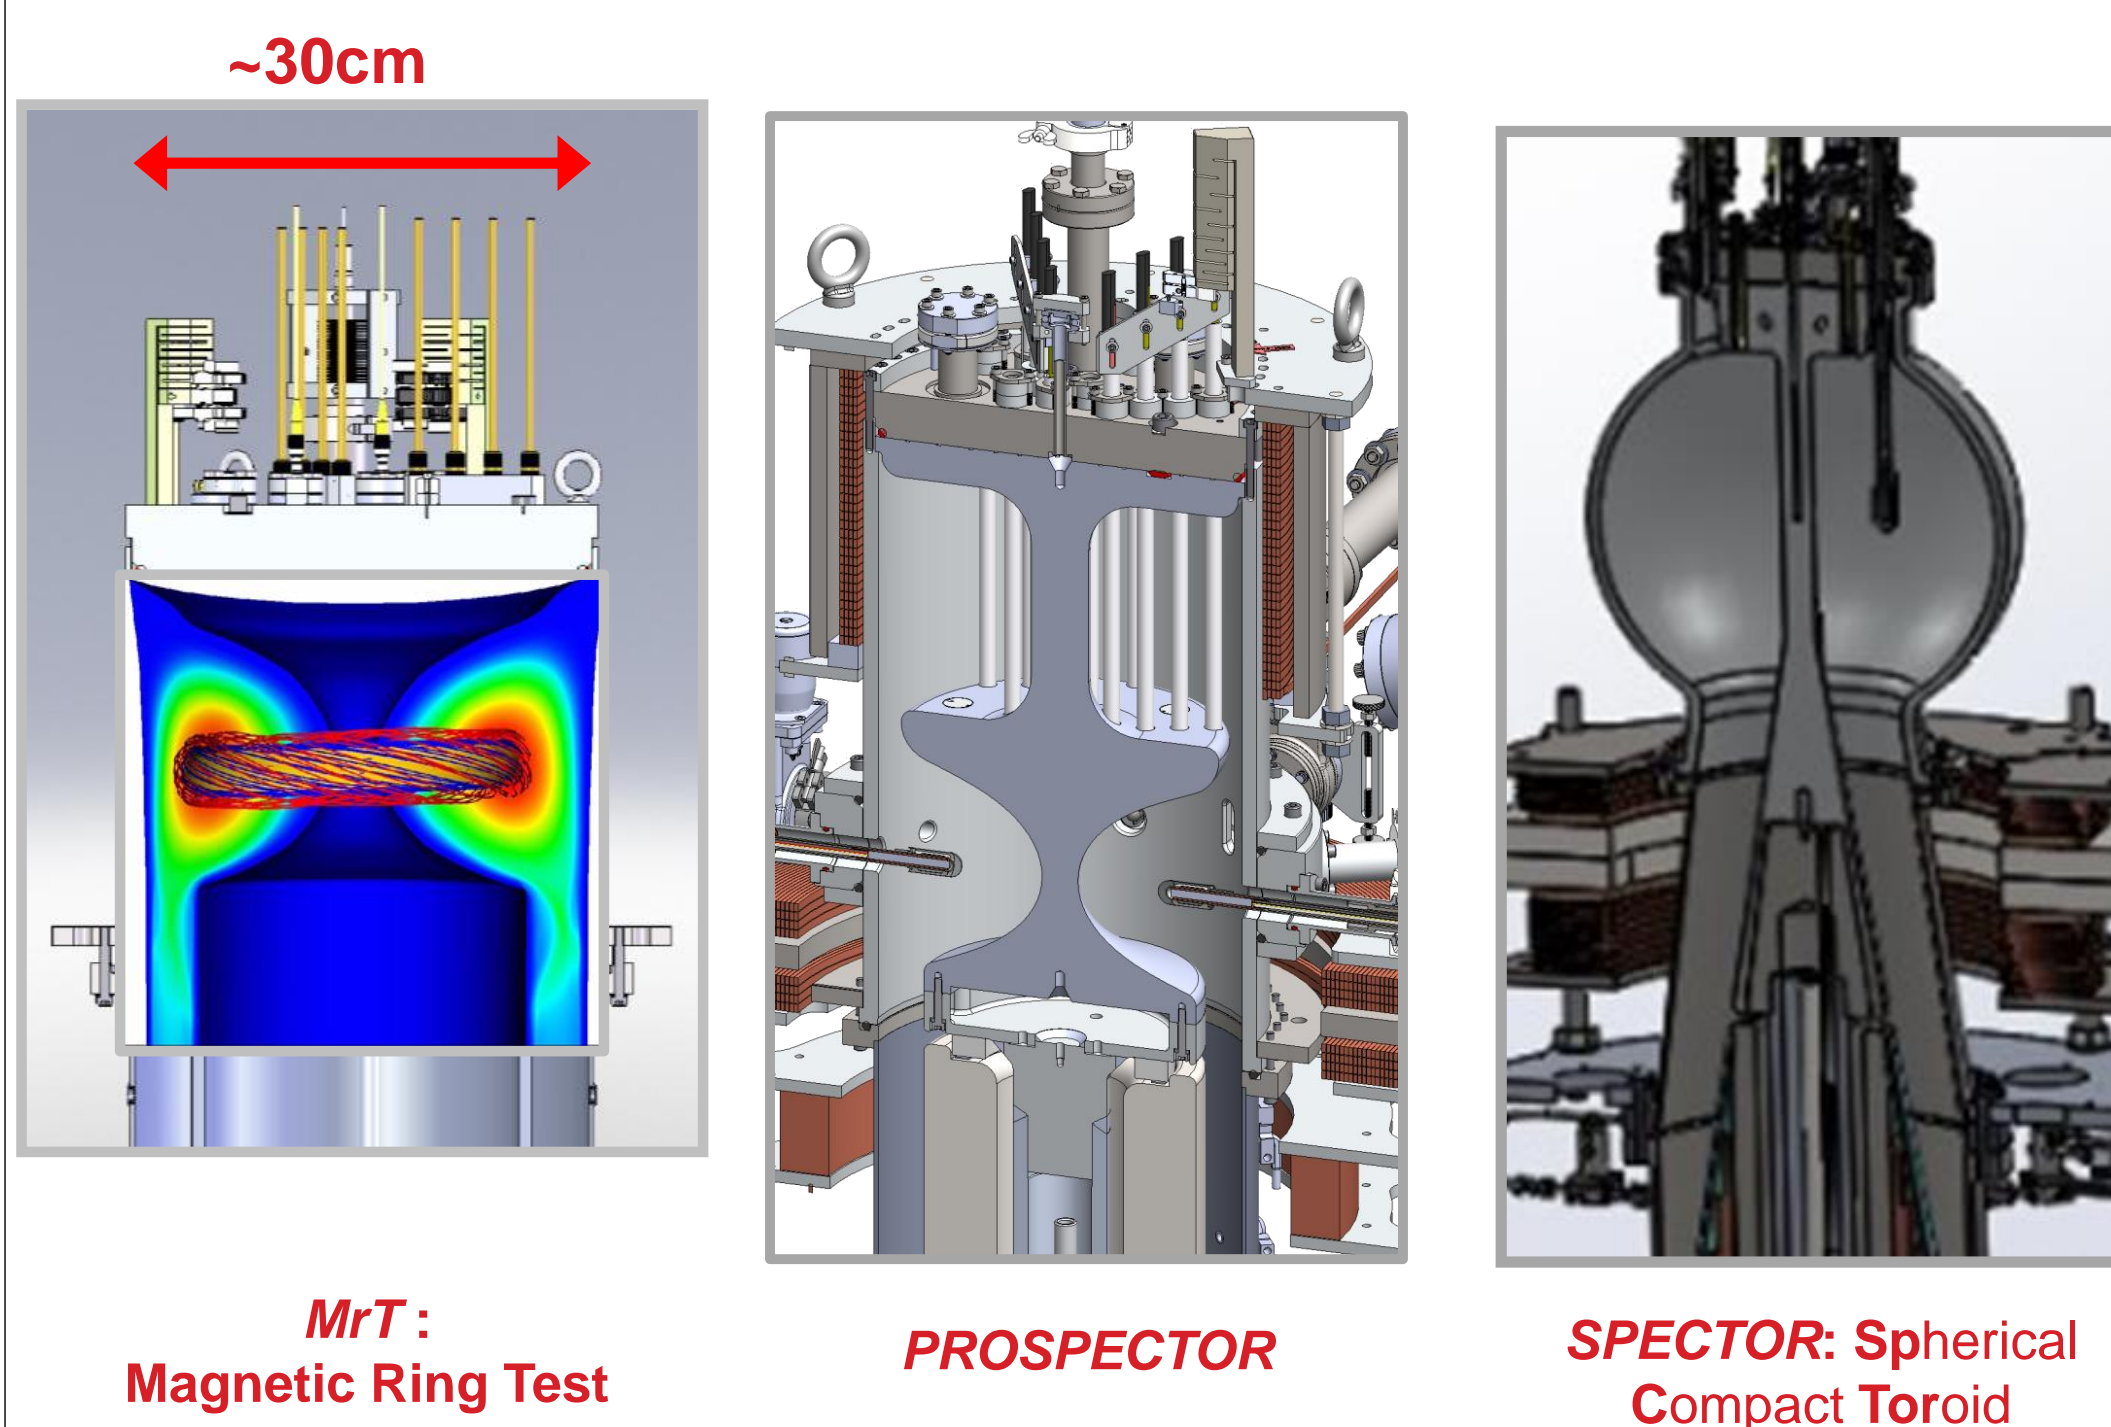 ~30cm
MrT :
Magnetic Ring Test
PROSPECTOR
SPECTOR: Spherical
Compact Toroid